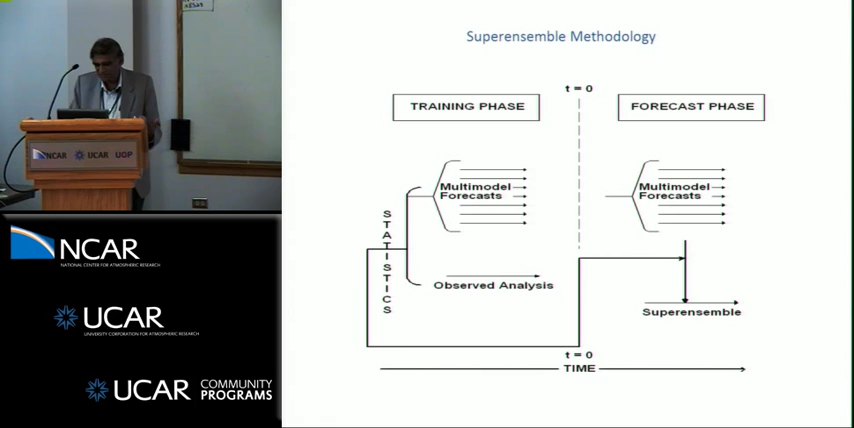 NCAR UCAR UOP
NCAR
NATIONAL CENTER FOR ATMOSPHERIC RESEARCH
UCAR
UNIVERSITY CORPORATION FOR ATMOSPHERIC RESEARCH
UCAR COMMUNITY PROGRAMS
Superensemble Methodology
t = 0
TRAINING PHASE
FORECAST PHASE
Multimodel
Forecasts
Multimodel
Forecasts
STATISTICS
Observed Analysis
Superensemble
t = 0
TIME